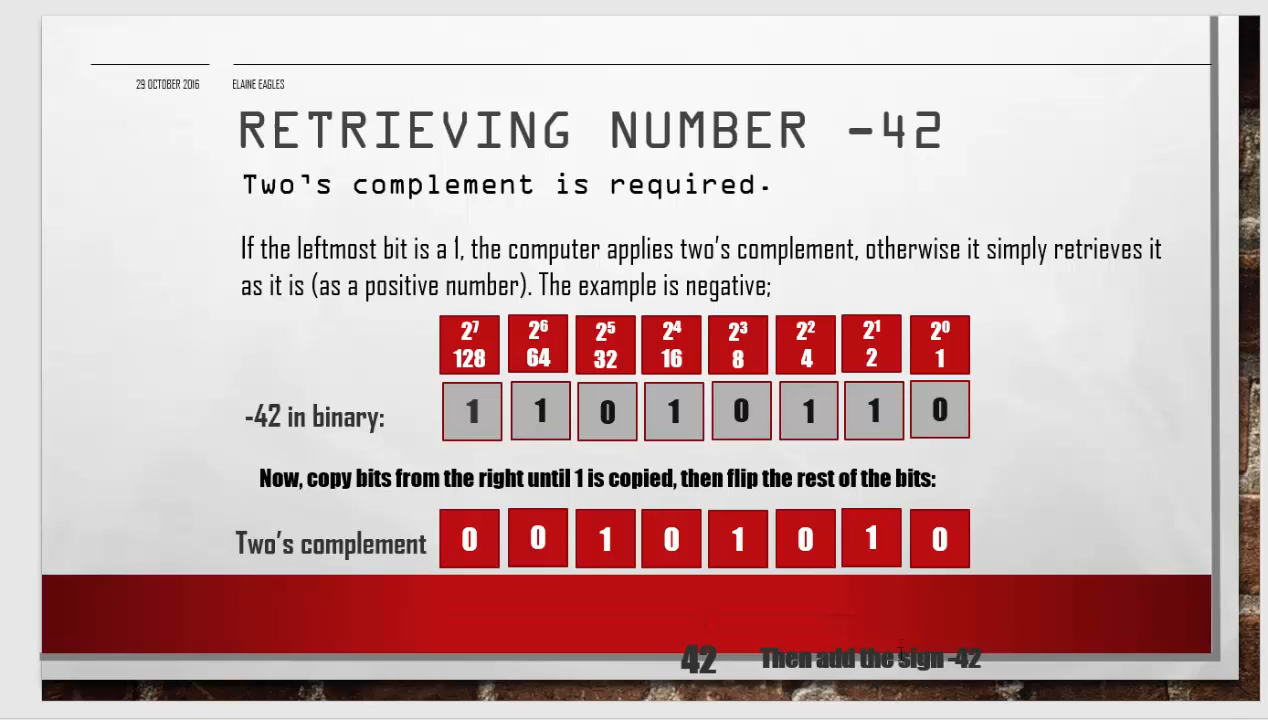 29 OCTOBER 2016 ELAINE EAGLES
RETRIEVING NUMBER -42
Two's complement is required.
If the leftmost bit is a 1, the computer applies two's complement, otherwise it simply retrieves it
as it is (as a positive number). The example is negative;
2⁷ 2⁶ 2⁵ 2⁴ 2³ 2² 2¹ 2⁰
128 64 32 16 8 4 2 1
-42 in binary: 1 1 0 1 0 1 1 0
Now, copy bits from the right until 1 is copied, then flip the rest of the bits:
Two's complement 0 0 1 0 1 0 1 0
42 Then add the sign -42